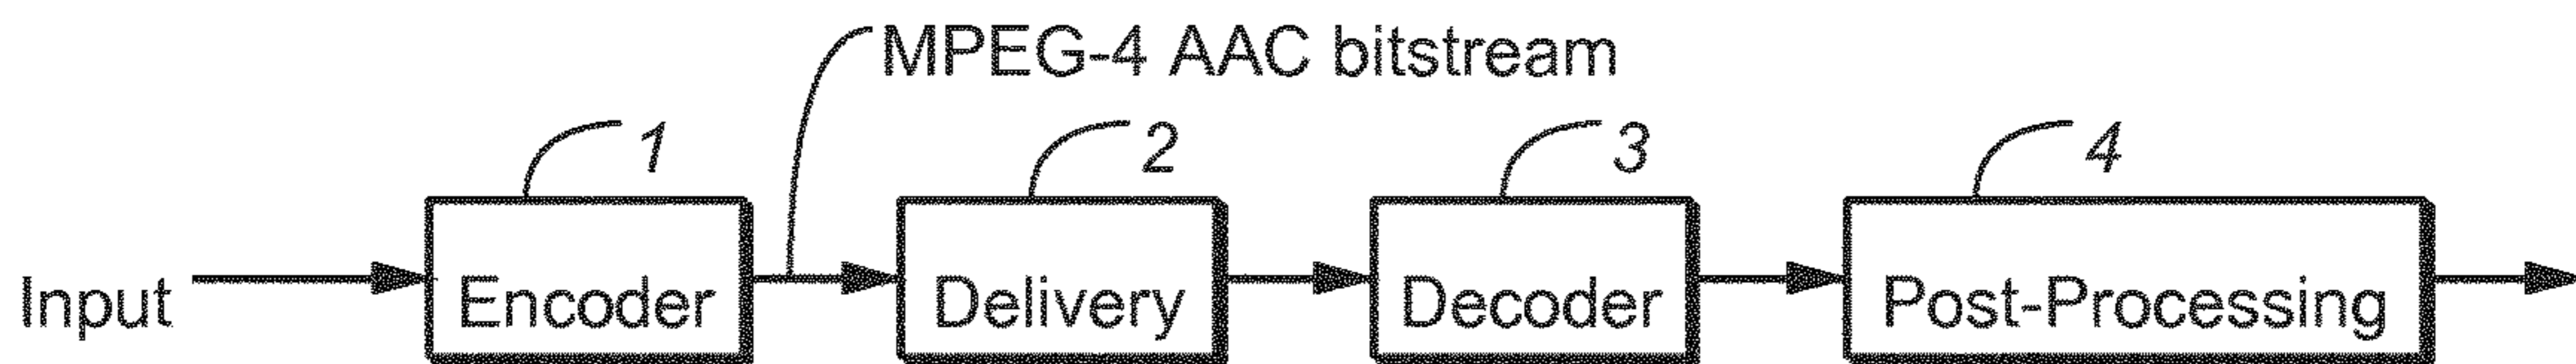 MPEG-4 AAC bitstream
1 2 3 4
Input Encoder Delivery Decoder Post-Processing